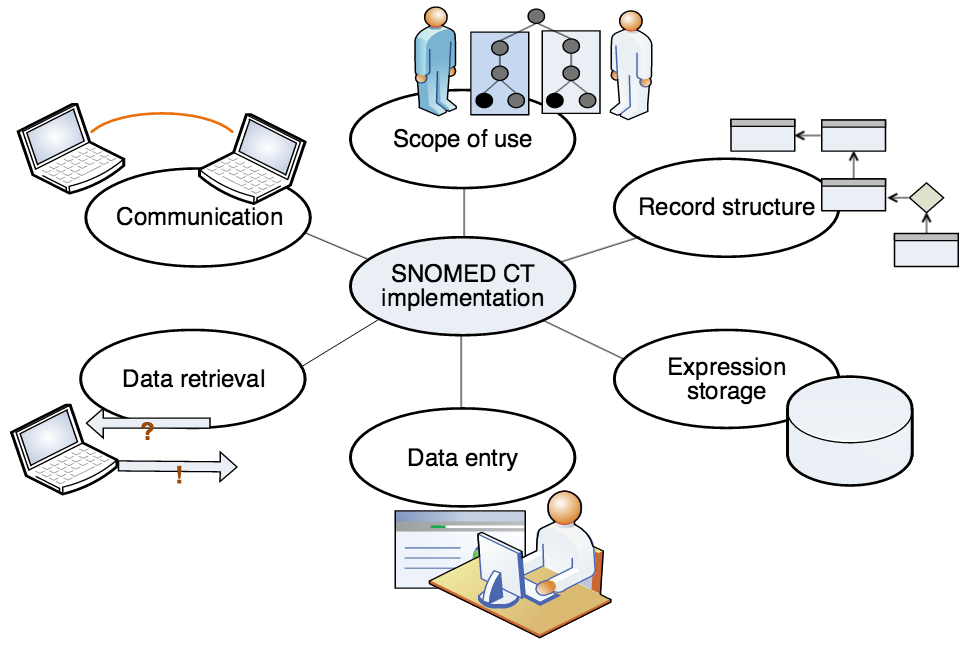 Scope of use
Communication
Record structure
SNOMED CT
implementation
Data retrieval
Expression
storage
?
!
Data entry